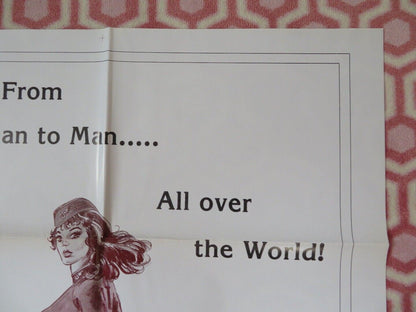 From
an to Man.....
All over
the World!